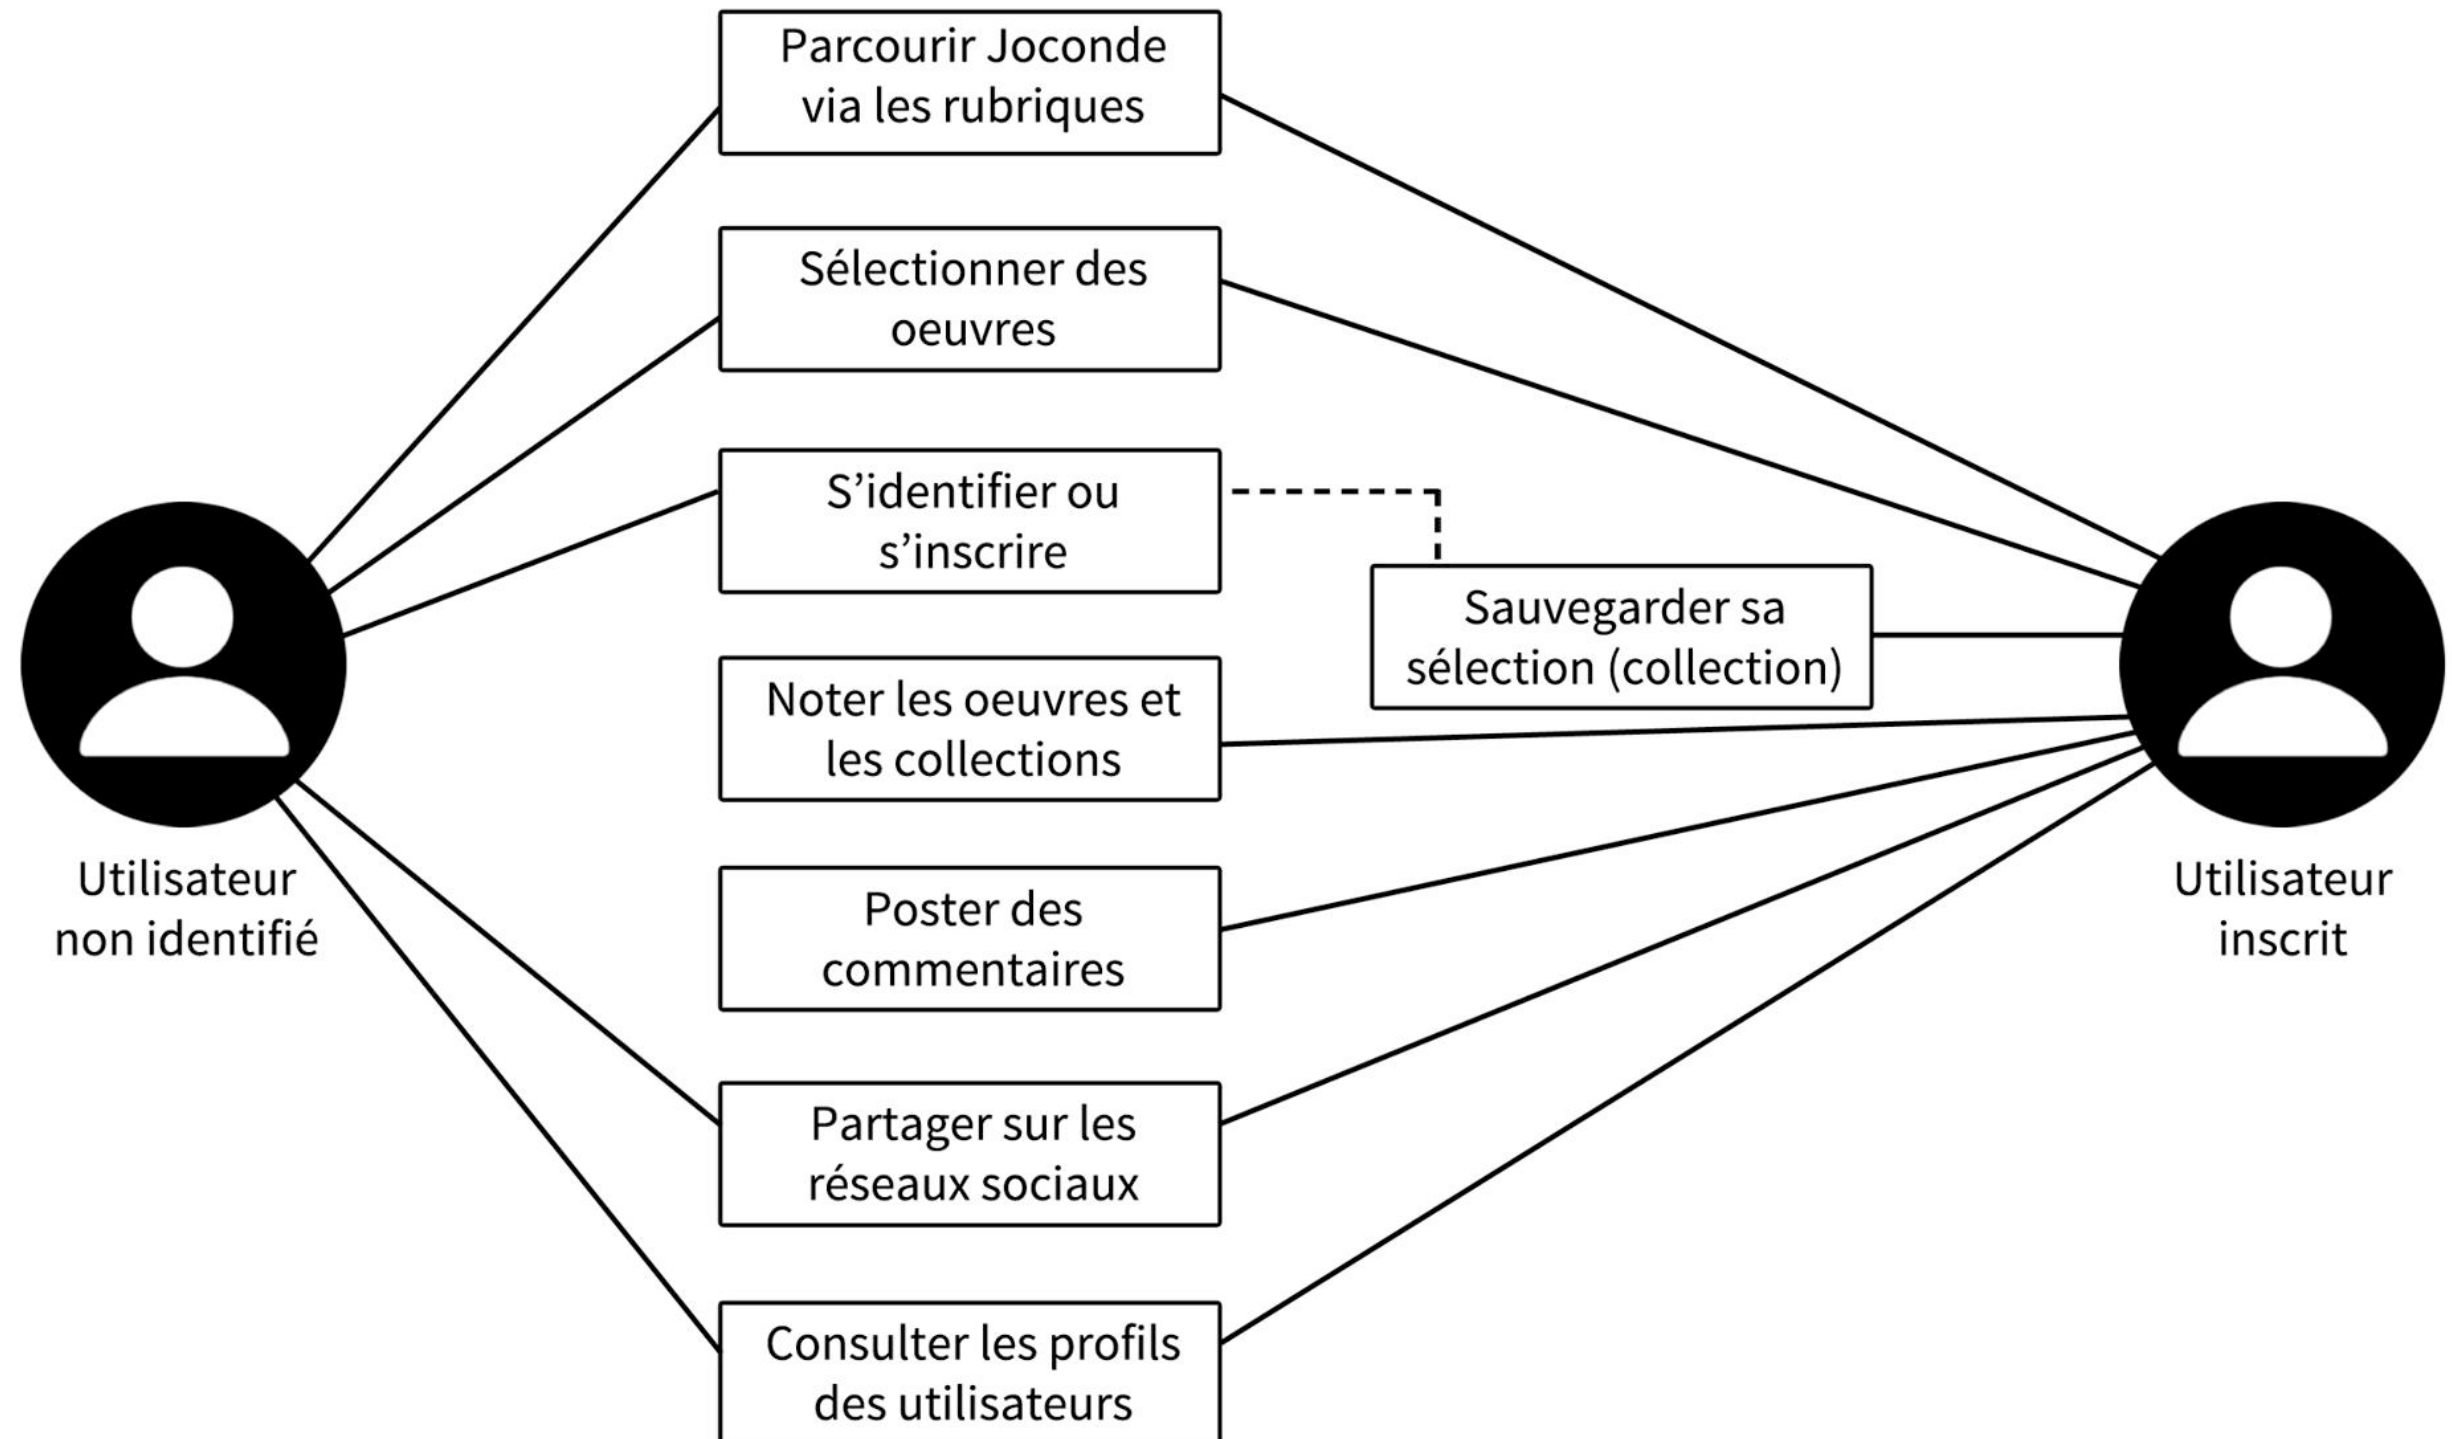 Parcourir Joconde
via les rubriques
Sélectionner des
oeuvres
S’identifier ou
s’inscrire
Sauvegarder sa
sélection (collection)
Noter les oeuvres et
les collections
Utilisateur
non identifié
Utilisateur
inscrit
Poster des
commentaires
Partager sur les
réseaux sociaux
Consulter les profils
des utilisateurs